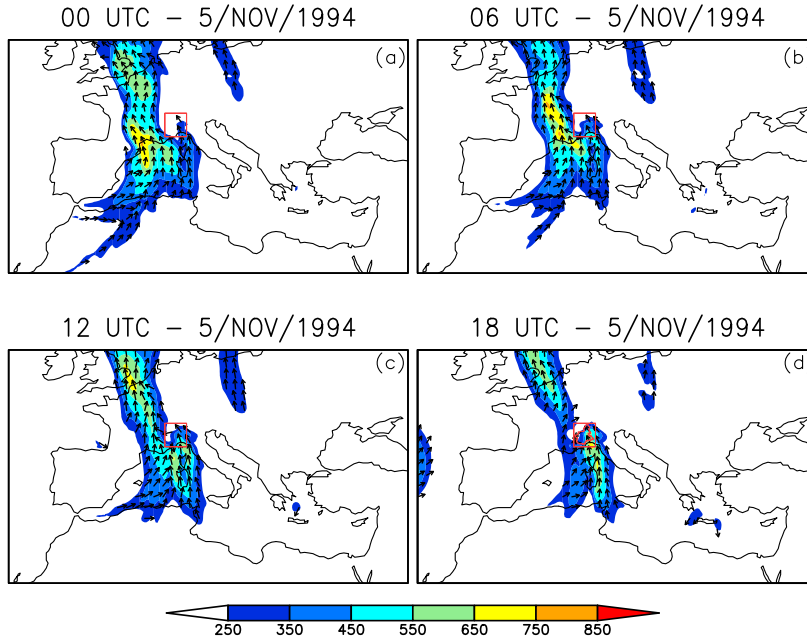 00 UTC - 5/NOV/1994
06 UTC - 5/NOV/1994
(a)
(b)
12 UTC - 5/NOV/1994
18 UTC - 5/NOV/1994
(c)
(d)
250 350 450 550 650 750 850